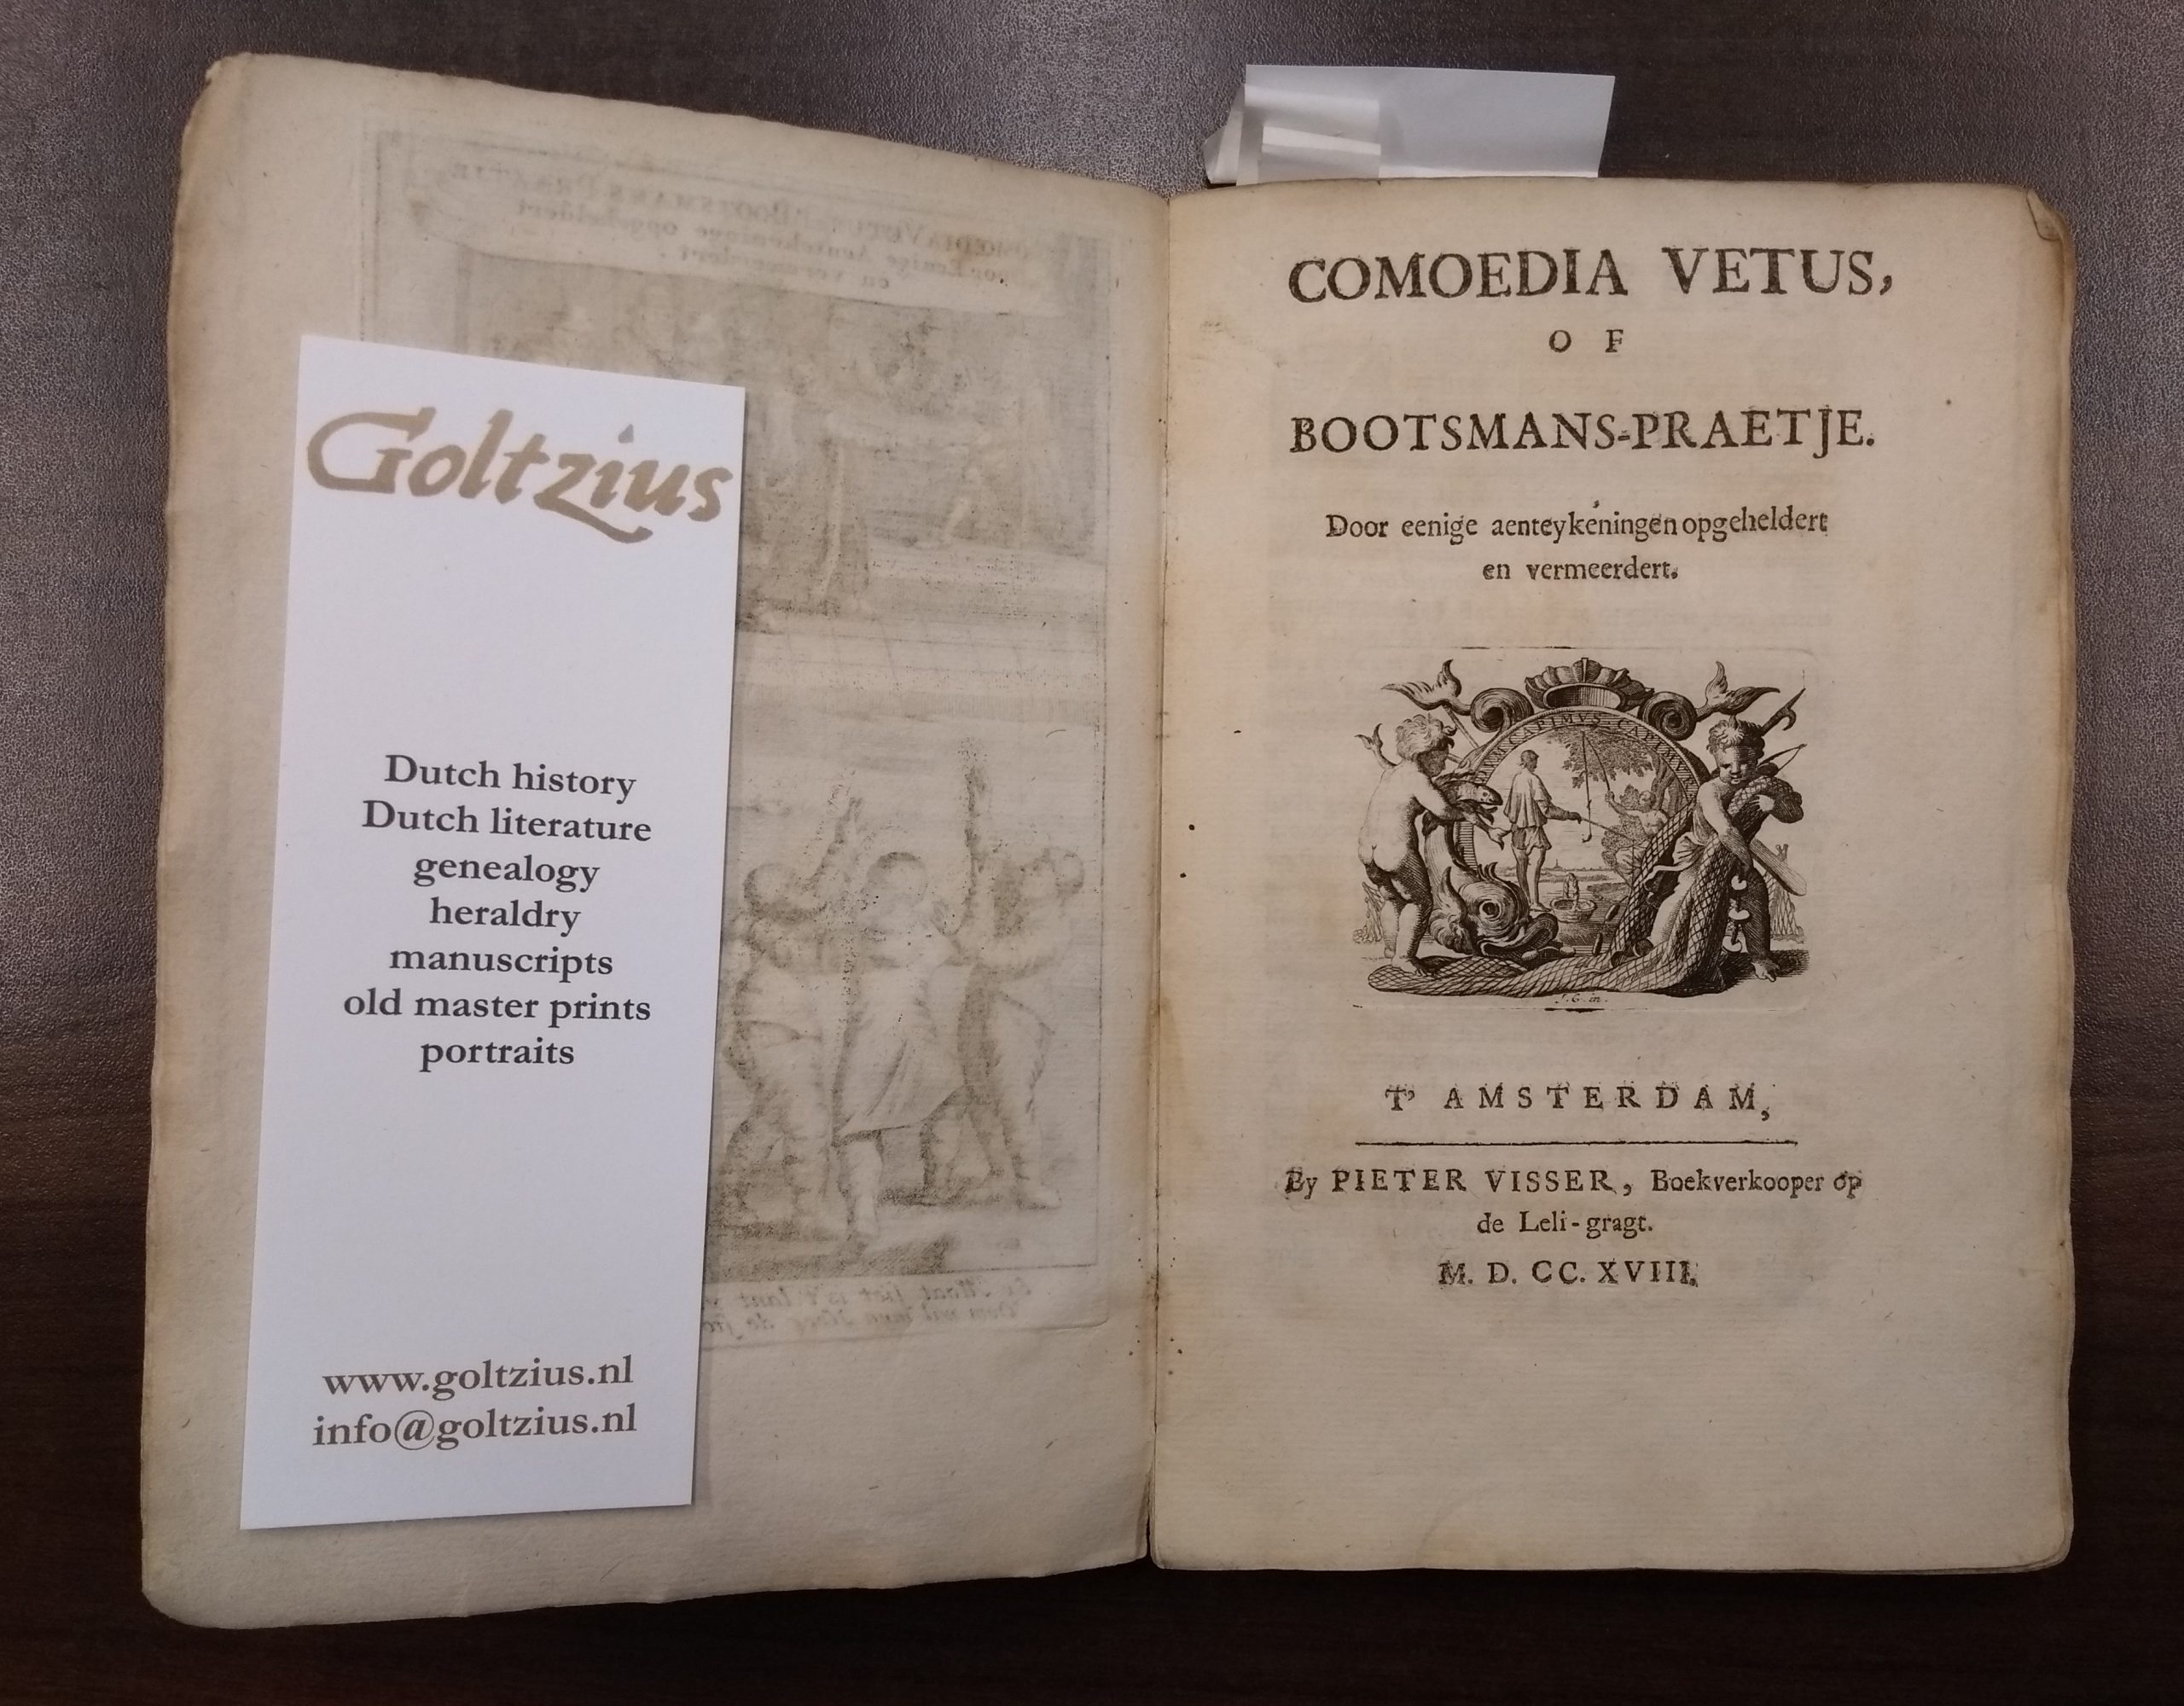 Goltzius
Dutch history
Dutch literature
genealogy
heraldry
manuscripts
old master prints
portraits
www.goltzius.nl
info@goltzius.nl
COMOEDIA VETUS,
OF
BOOTSMANS-PRAETJE.
Door eenige aenteykeningen opgeheldert
en vermeerdert.
CAPIMVS
J. G. in.
T' AMSTERDAM,
By PIETER VISSER, Boekverkooper op
de Leli-gragt.
M. D. CC. XVIII.